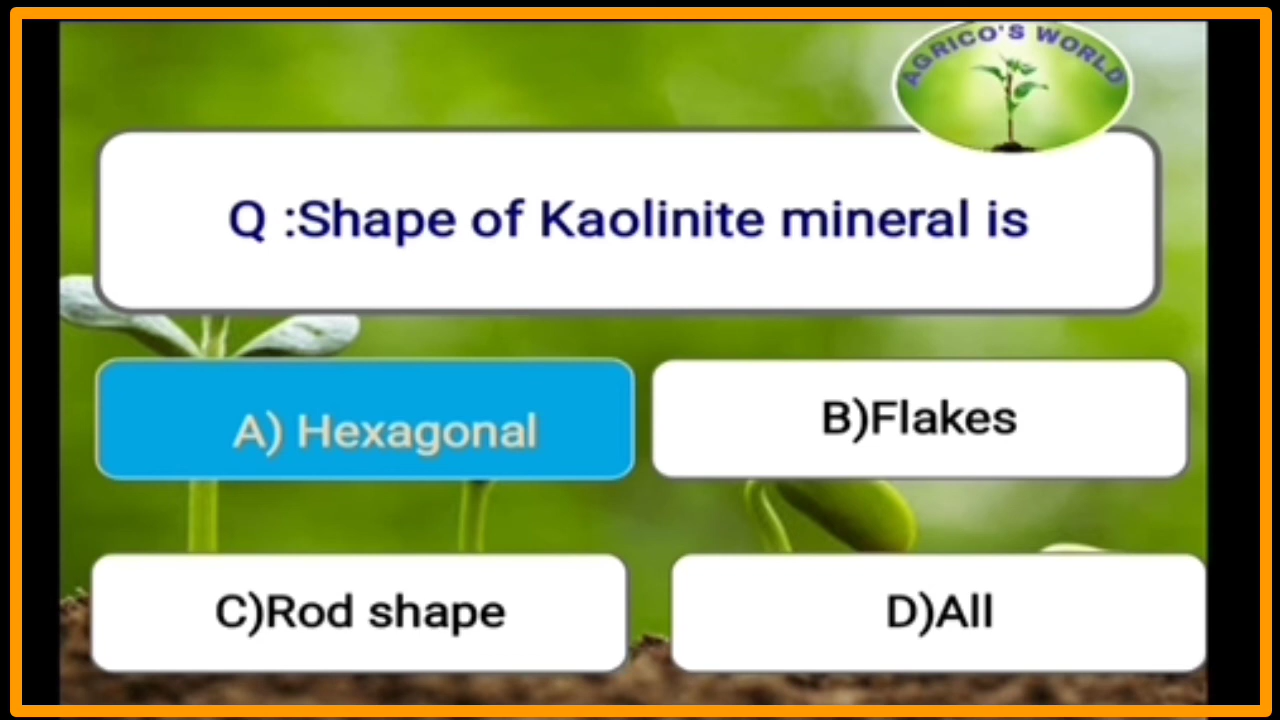 AGRICO'S WORLD
Q :Shape of Kaolinite mineral is
A) Hexagonal
B)Flakes
C)Rod shape
D)All